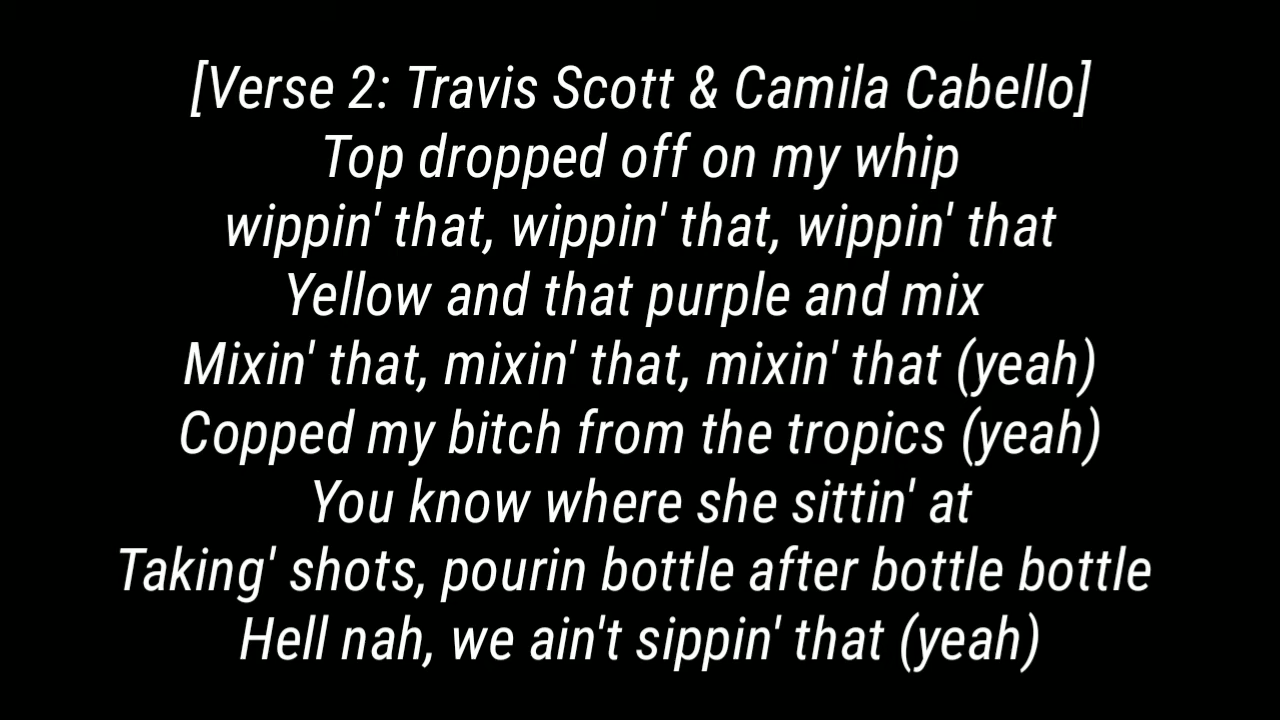 [Verse 2: Travis Scott & Camila Cabello]
Top dropped off on my whip
wippin' that, wippin' that, wippin' that
Yellow and that purple and mix
Mixin' that, mixin' that, mixin' that (yeah)
Copped my bitch from the tropics (yeah)
You know where she sittin' at
Taking' shots, pourin bottle after bottle bottle
Hell nah, we ain't sippin' that (yeah)